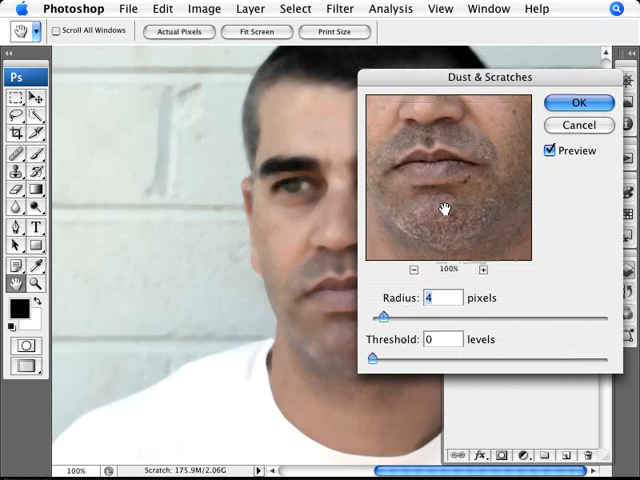 Photoshop File Edit Image Layer Select Filter Analysis View Window Help
Scroll All Windows Actual Pixels Fit Screen Print Size
Ps
Dust & Scratches
OK
Cancel
Preview
100%
Radius: 4 pixels
Threshold: 0 levels
T
fx
100% Scratch: 175.9M/2.06G